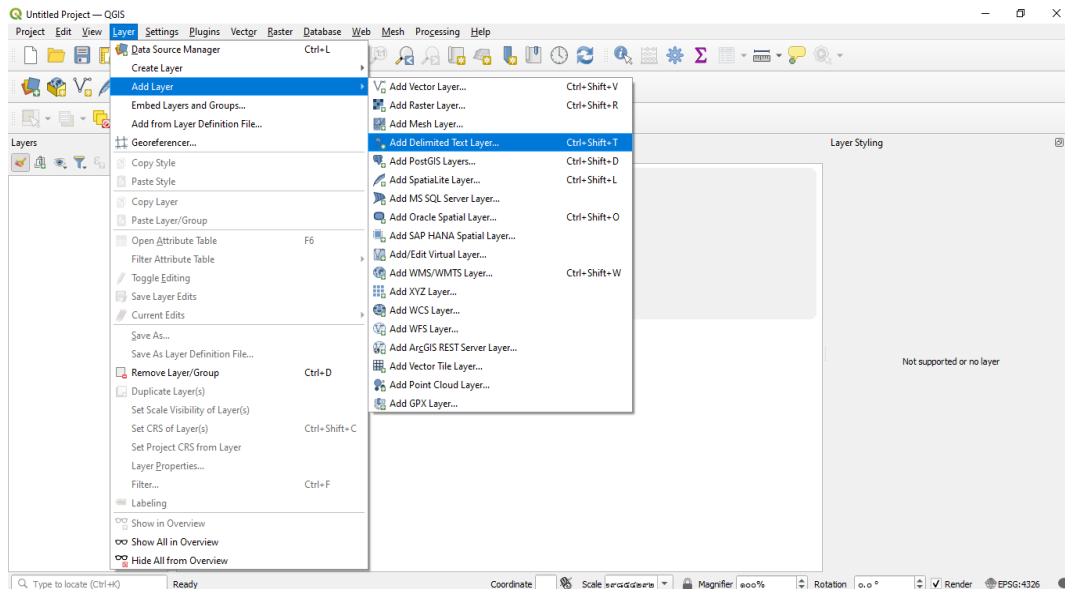 Untitled Project — QGIS
Project Edit View Layer Settings Plugins Vector Raster Database Web Mesh Processing Help
Data Source Manager Ctrl+L
Create Layer
Add Layer
Embed Layers and Groups...
Add from Layer Definition File...
Georeferencer...
Copy Style
Paste Style
Copy Layer
Paste Layer/Group
Open Attribute Table F6
Filter Attribute Table
Toggle Editing
Save Layer Edits
Current Edits
Save As...
Save As Layer Definition File...
Remove Layer/Group Ctrl+D
Duplicate Layer(s)
Set Scale Visibility of Layer(s)
Set CRS of Layer(s) Ctrl+Shift+C
Set Project CRS from Layer
Layer Properties...
Filter... Ctrl+F
Labeling
Show in Overview
Show All in Overview
Hide All from Overview
Add Vector Layer... Ctrl+Shift+V
Add Raster Layer... Ctrl+Shift+R
Add Mesh Layer...
Add Delimited Text Layer... Ctrl+Shift+T
Add PostGIS Layers... Ctrl+Shift+D
Add SpatiaLite Layer... Ctrl+Shift+L
Add MS SQL Server Layer...
Add Oracle Spatial Layer... Ctrl+Shift+O
Add SAP HANA Spatial Layer...
Add/Edit Virtual Layer...
Add WMS/WMTS Layer... Ctrl+Shift+W
Add XYZ Layer...
Add WCS Layer...
Add WFS Layer...
Add ArcGIS REST Server Layer...
Add Vector Tile Layer...
Add Point Cloud Layer...
Add GPX Layer...
Layers
Layer Styling
Not supported or no layer
Type to locate (Ctrl+K) Ready Coordinate Scale Magnifier Rotation Render EPSG:4326